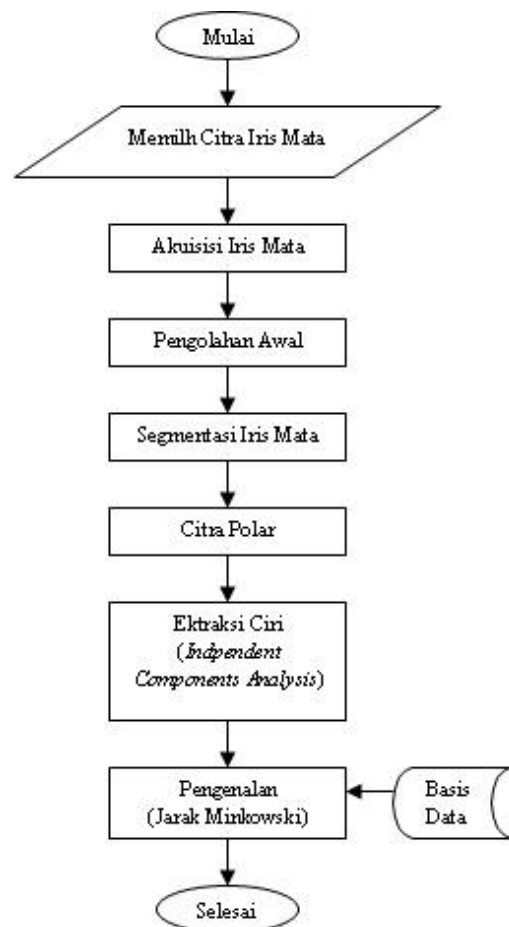 Mulai
Memilh Citra Iris Mata
Akuisisi Iris Mata
Pengolahan Awal
Segmentasi Iris Mata
Citra Polar
Ektraksi Ciri
(Indpendent
Components Analysis)
Pengenalan
(Jarak Minkowski)
Basis
Data
Selesai